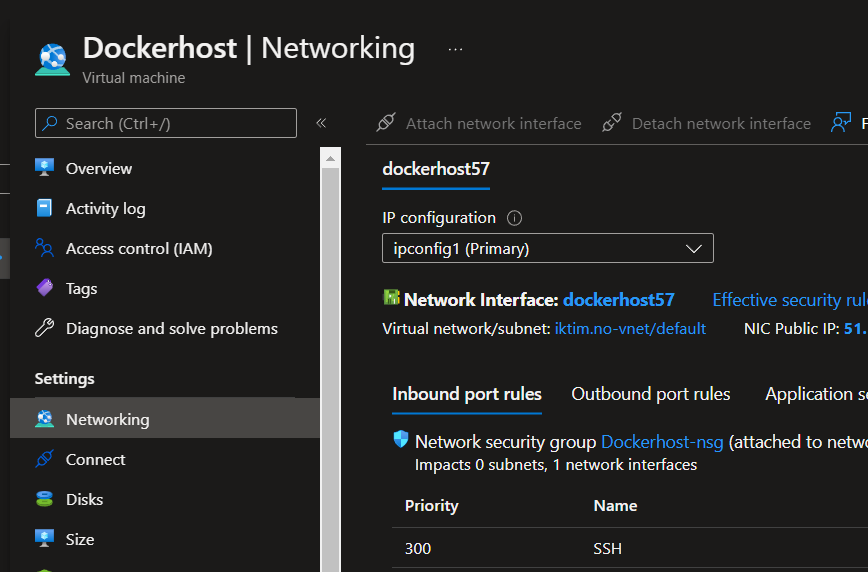 Dockerhost | Networking ...
Virtual machine
Search (Ctrl+/)
«
Overview
Activity log
Access control (IAM)
Tags
Diagnose and solve problems
Settings
Networking
Connect
Disks
Size
Attach network interface
Detach network interface
F
dockerhost57
IP configuration
ipconfig1 (Primary)
Network Interface: dockerhost57
Effective security rul
Virtual network/subnet: iktim.no-vnet/default
NIC Public IP: 51.
Inbound port rules
Outbound port rules
Application se
Network security group Dockerhost-nsg (attached to netwo
Impacts 0 subnets, 1 network interfaces
Priority Name
300 SSH